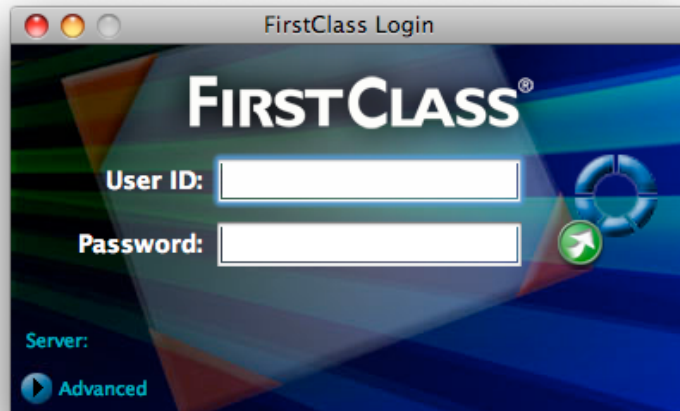 FirstClass Login
FIRSTCLASS®
User ID:
Password:
Server:
Advanced